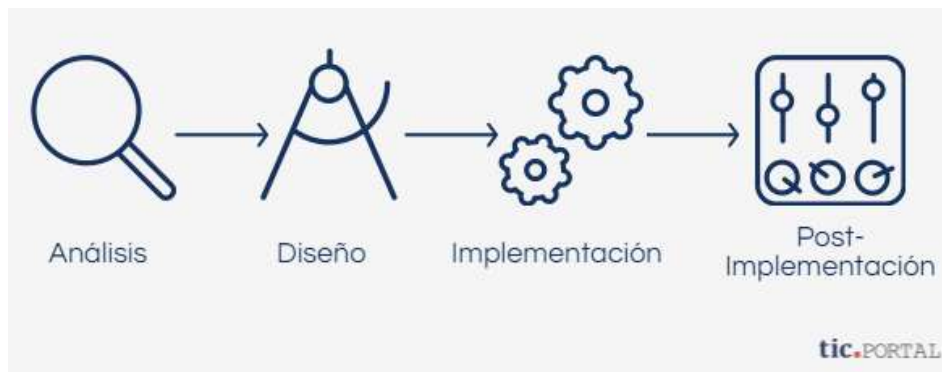 Análisis
Diseño
Implementación
Post-
Implementación
tic.PORTAL